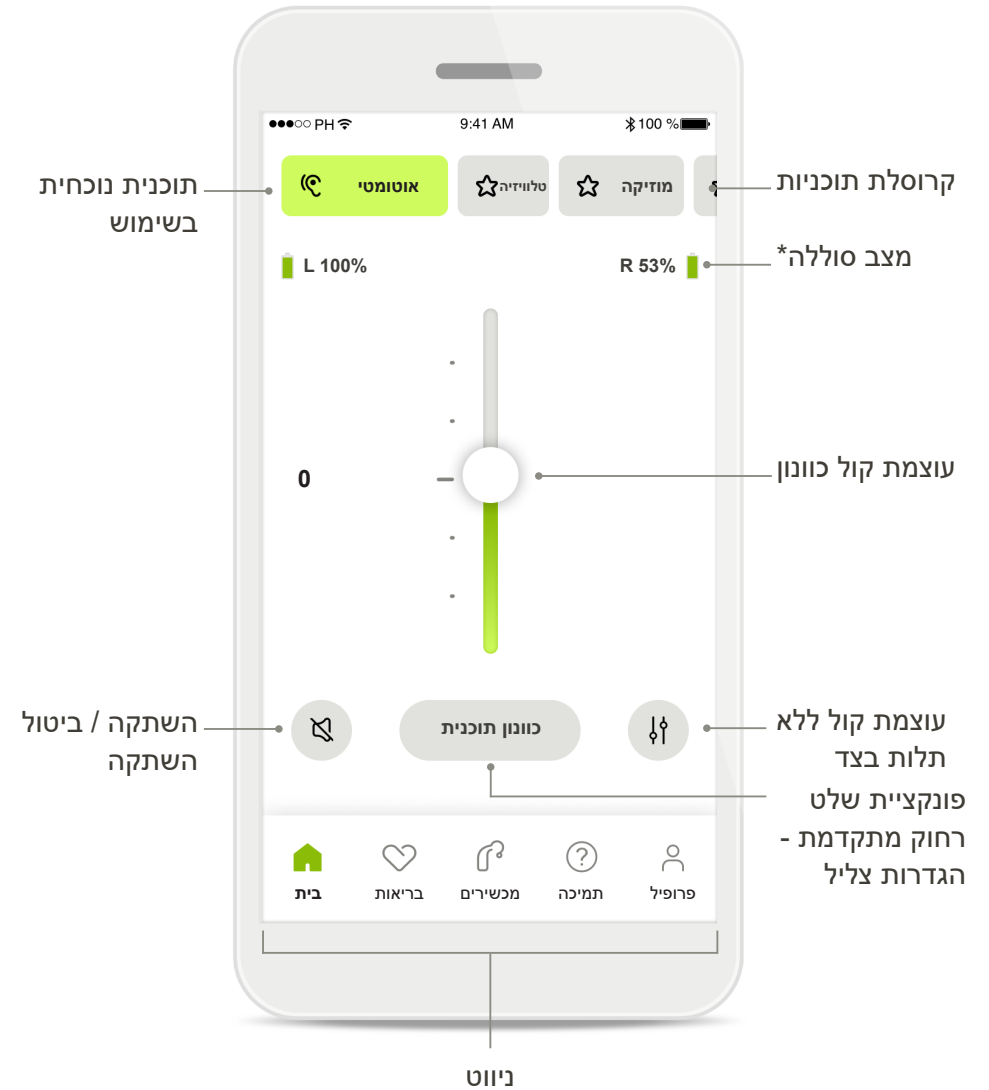 PH 9:41 AM 100 %
אוטומטי
טלוויזיה
מוזיקה
קרוסלת תוכניות
תוכנית נוכחית
בשימוש
L 100%
R 53%
מצב סוללה*
0
עוצמת קול כוונון
השתקה / ביטול
השתקה
כוונון תוכנית
עוצמת קול ללא
תלות בצד
פונקציית שלט
רחוק מתקדמת -
הגדרות צליל
בית
בריאות
מכשירים
תמיכה
פרופיל
ניווט